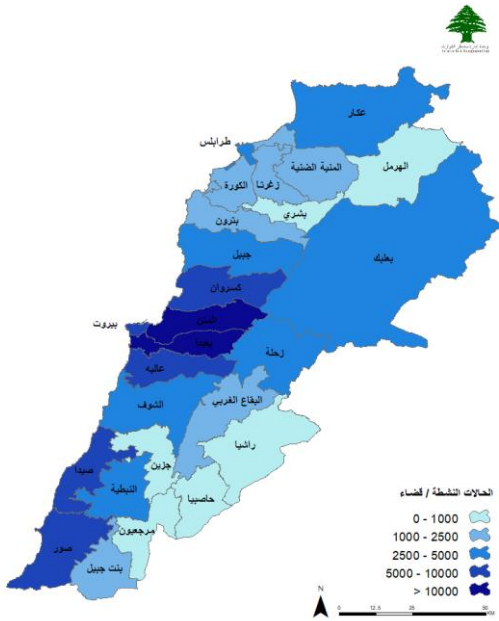 عكار
طرابلس
المنية الضنية
الهرمل
زغرتا
الكورة
بشري
بترون
بعلبك
جبيل
كسروان
المتن
بيروت
بعبدا
زحلة
عاليه
البقاع الغربي
الشوف
راشيا
صيدا
جزين
النبطية
حاصبيا
مرجعيون
صور
بنت جبيل
الحالات النشطة / قضاء
0 - 1000
1000 - 2500
2500 - 5000
5000 - 10000
> 10000
N
0 12.5 25 50
KM